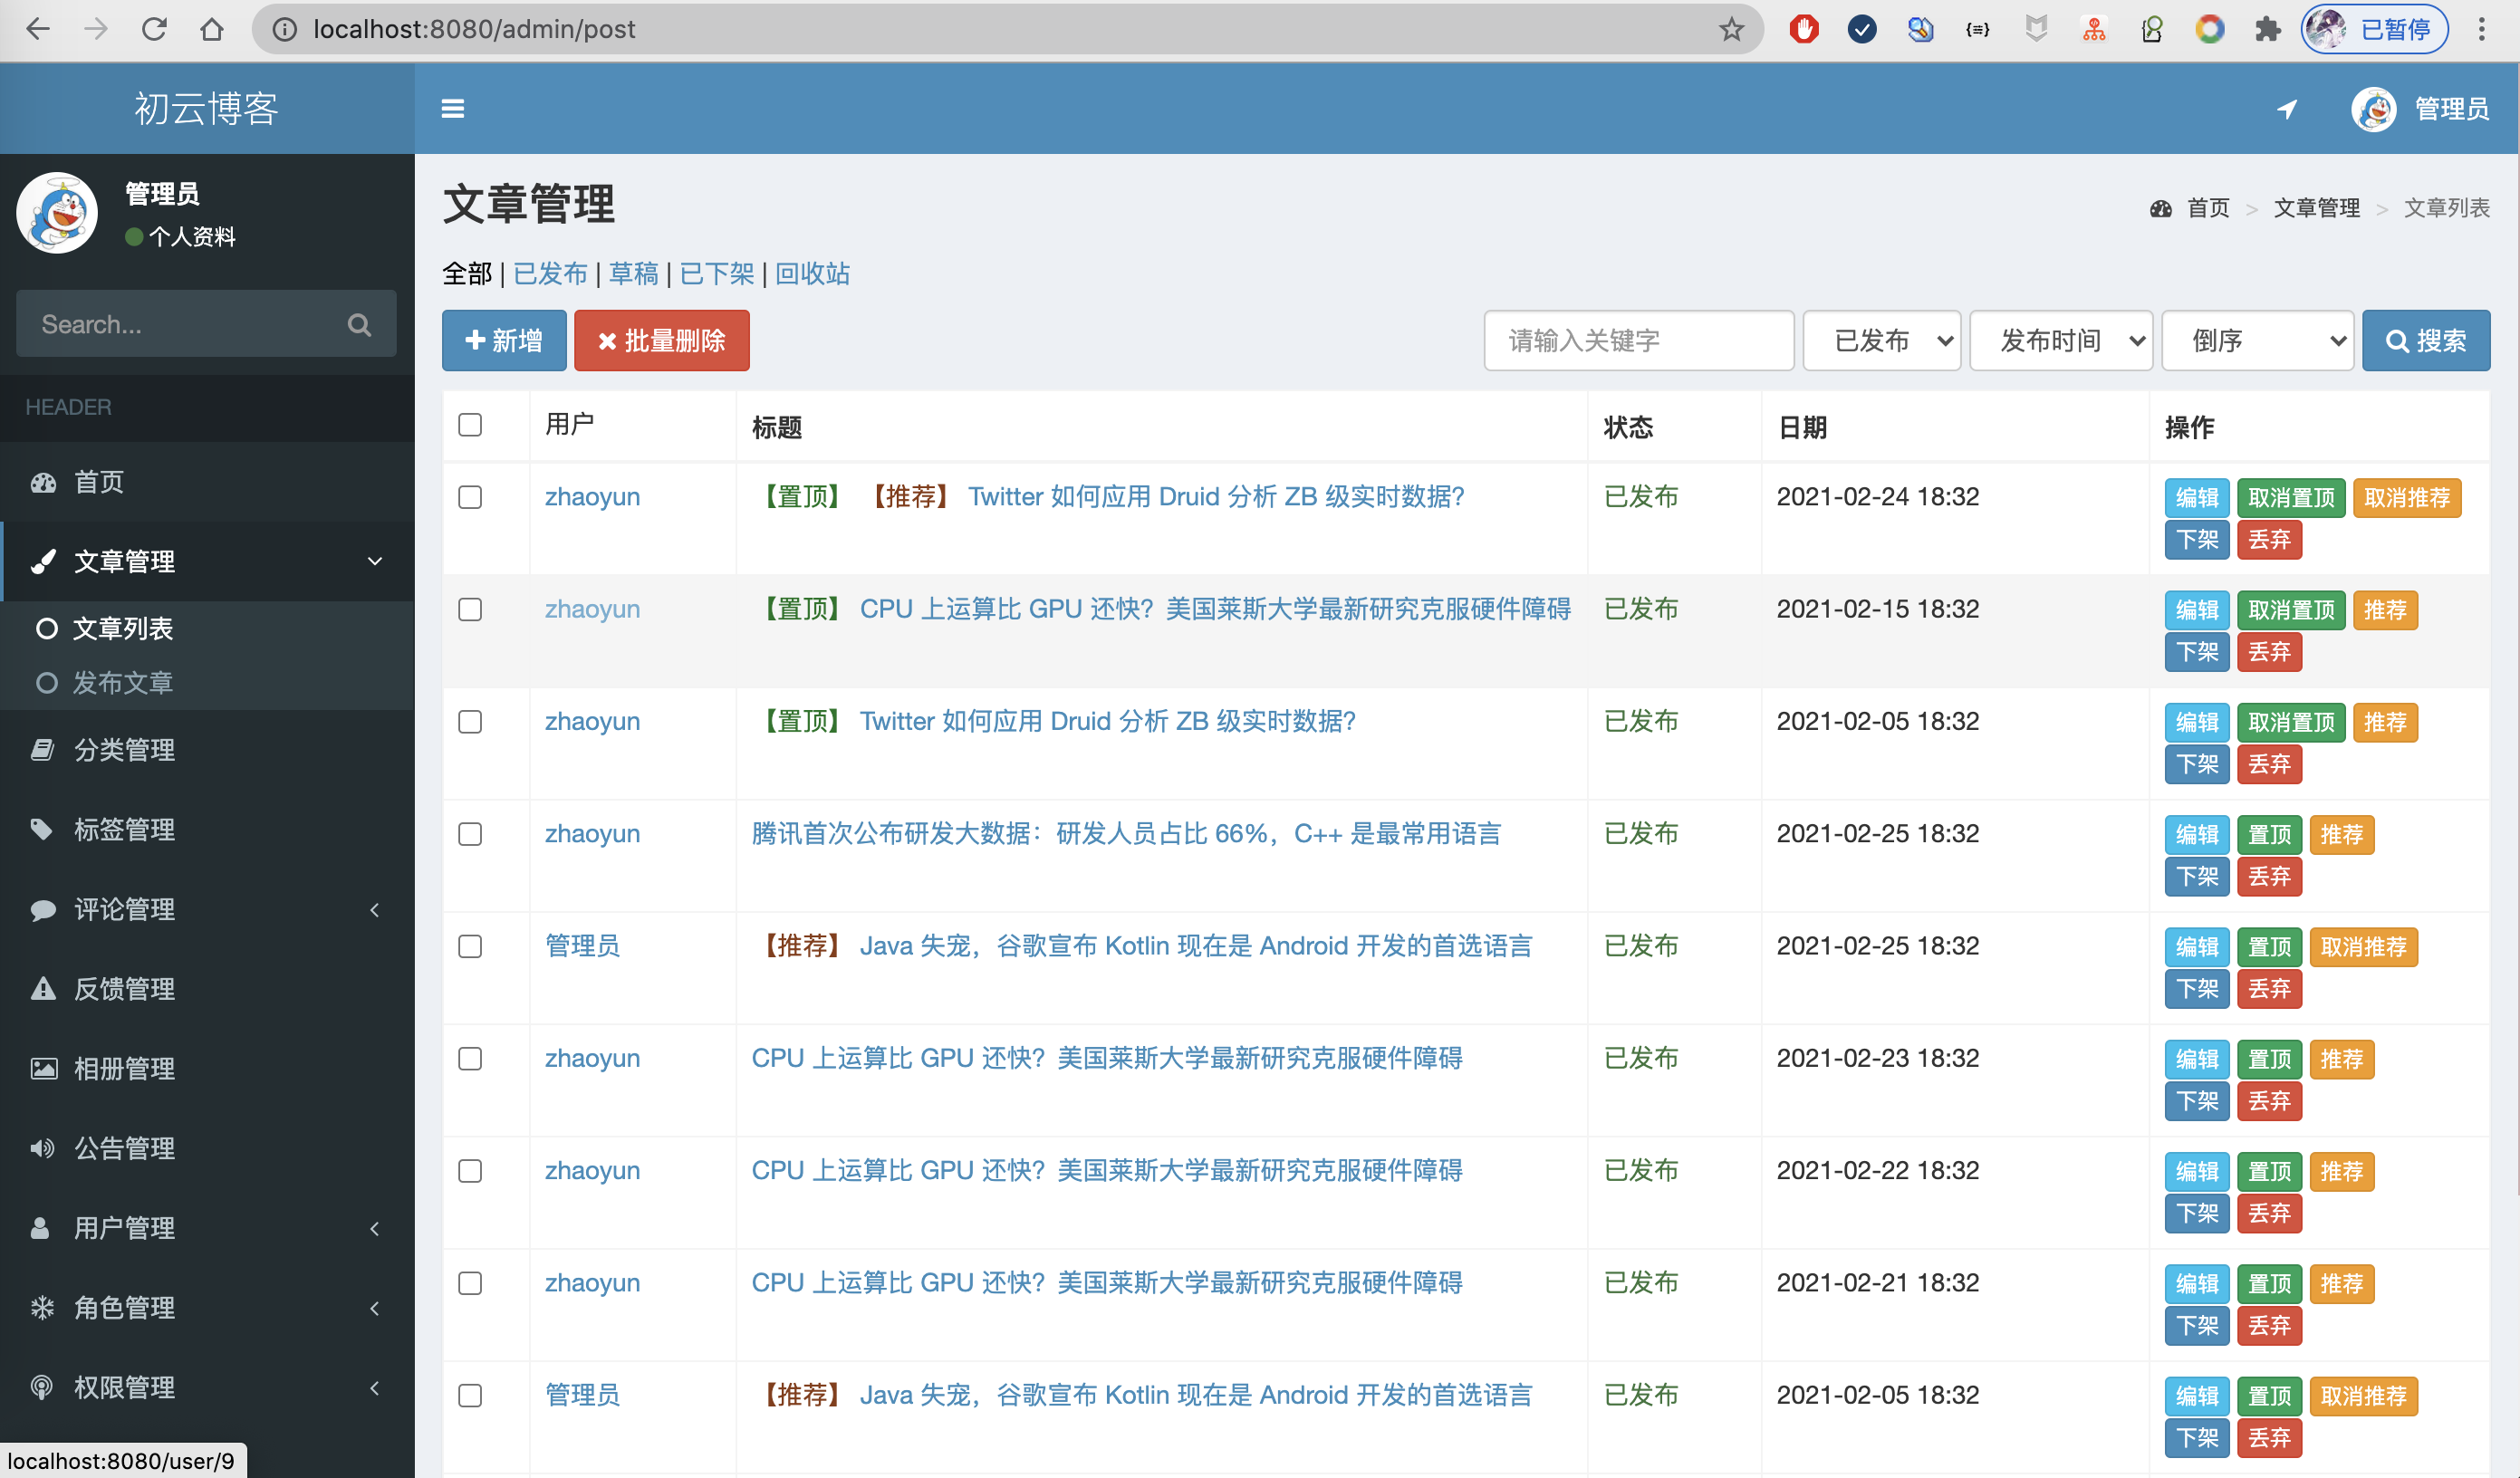 localhost:8080/admin/post
已暂停
初云博客
管理员
管理员
个人资料
Search...
HEADER
首页
文章管理
文章列表
发布文章
分类管理
标签管理
评论管理
反馈管理
相册管理
公告管理
用户管理
角色管理
权限管理
localhost:8080/user/9
文章管理
首页 > 文章管理 > 文章列表
全部 | 已发布 | 草稿 | 已下架 | 回收站
新增 批量删除 请输入关键字 已发布 发布时间 倒序 搜索
用户 标题 状态 日期 操作
zhaoyun 【置顶】 【推荐】 Twitter 如何应用 Druid 分析 ZB 级实时数据? 已发布 2021-02-24 18:32 编辑 取消置顶 取消推荐
下架 丢弃
zhaoyun 【置顶】 CPU 上运算比 GPU 还快？美国莱斯大学最新研究克服硬件障碍 已发布 2021-02-15 18:32 编辑 取消置顶 推荐
下架 丢弃
zhaoyun 【置顶】 Twitter 如何应用 Druid 分析 ZB 级实时数据? 已发布 2021-02-05 18:32 编辑 取消置顶 推荐
下架 丢弃
zhaoyun 腾讯首次公布研发大数据：研发人员占比 66%，C++ 是最常用语言 已发布 2021-02-25 18:32 编辑 置顶 推荐
下架 丢弃
管理员 【推荐】 Java 失宠，谷歌宣布 Kotlin 现在是 Android 开发的首选语言 已发布 2021-02-25 18:32 编辑 置顶 取消推荐
下架 丢弃
zhaoyun CPU 上运算比 GPU 还快？美国莱斯大学最新研究克服硬件障碍 已发布 2021-02-23 18:32 编辑 置顶 推荐
下架 丢弃
zhaoyun CPU 上运算比 GPU 还快？美国莱斯大学最新研究克服硬件障碍 已发布 2021-02-22 18:32 编辑 置顶 推荐
下架 丢弃
zhaoyun CPU 上运算比 GPU 还快？美国莱斯大学最新研究克服硬件障碍 已发布 2021-02-21 18:32 编辑 置顶 推荐
下架 丢弃
管理员 【推荐】 Java 失宠，谷歌宣布 Kotlin 现在是 Android 开发的首选语言 已发布 2021-02-05 18:32 编辑 置顶 取消推荐
下架 丢弃